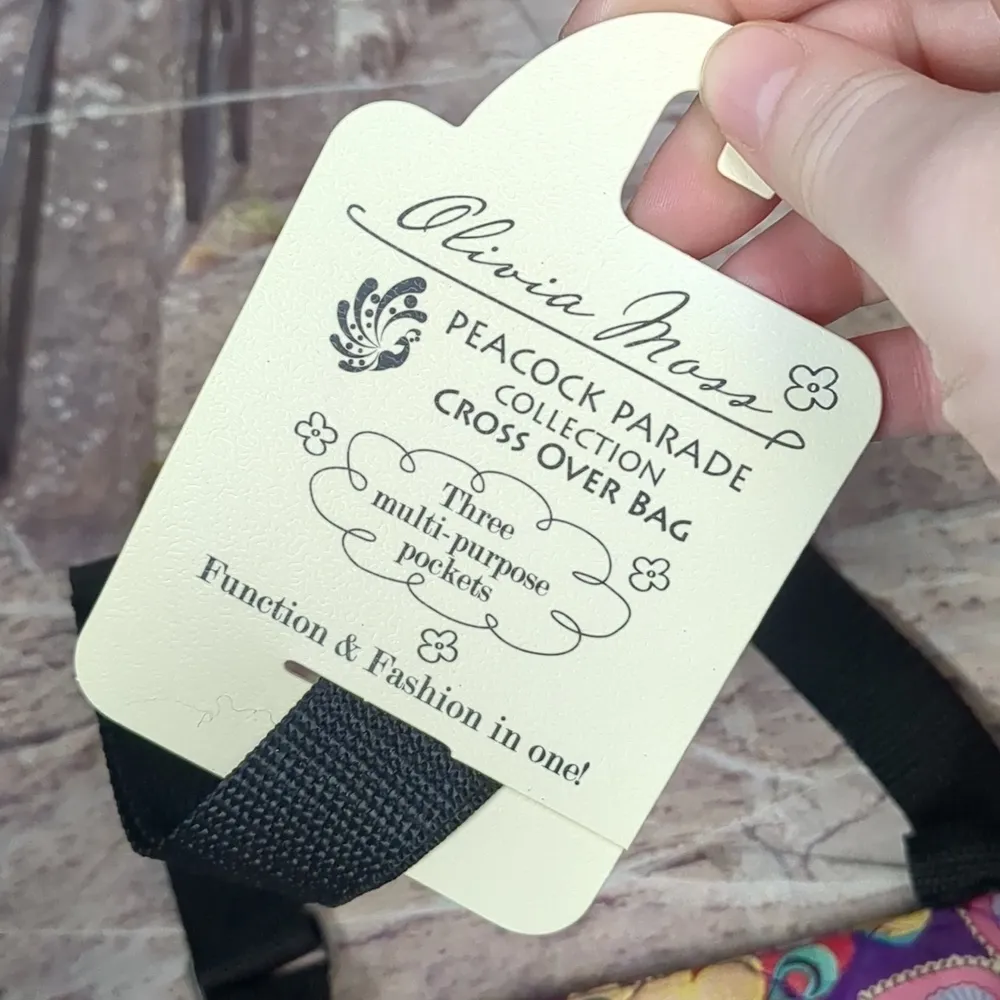 Olivia Moss
PEACOCK PARADE
COLLECTION
CROSS OVER BAG
Three
multi-purpose
pockets
Function & Fashion in one!